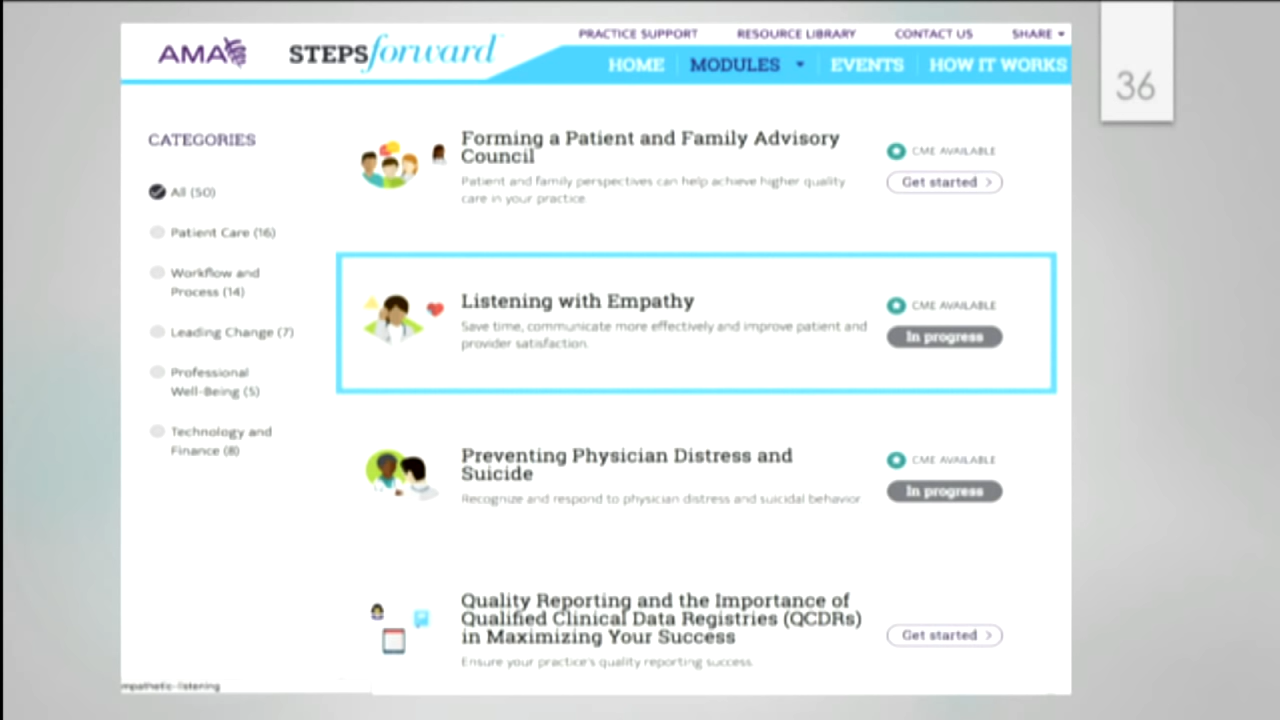 AMA
STEPSforward
PRACTICE SUPPORT RESOURCE LIBRARY CONTACT US SHARE
HOME MODULES EVENTS HOW IT WORKS
36
CATEGORIES
All (50)
Patient Care (16)
Workflow and
Process (14)
Leading Change (7)
Professional
Well-Being (5)
Technology and
Finance (8)
Forming a Patient and Family Advisory
Council
Patient and family perspectives can help achieve higher quality
care in your practice.
CME AVAILABLE
Get started >
Listening with Empathy
Save time, communicate more effectively and improve patient and
provider satisfaction.
CME AVAILABLE
In progress
Preventing Physician Distress and
Suicide
Recognize and respond to physician distress and suicidal behavior
CME AVAILABLE
In progress
Quality Reporting and the Importance of
Qualified Clinical Data Registries (QCDRs)
in Maximizing Your Success
Ensure your practice's quality reporting success.
Get started >
mpathetic-listening